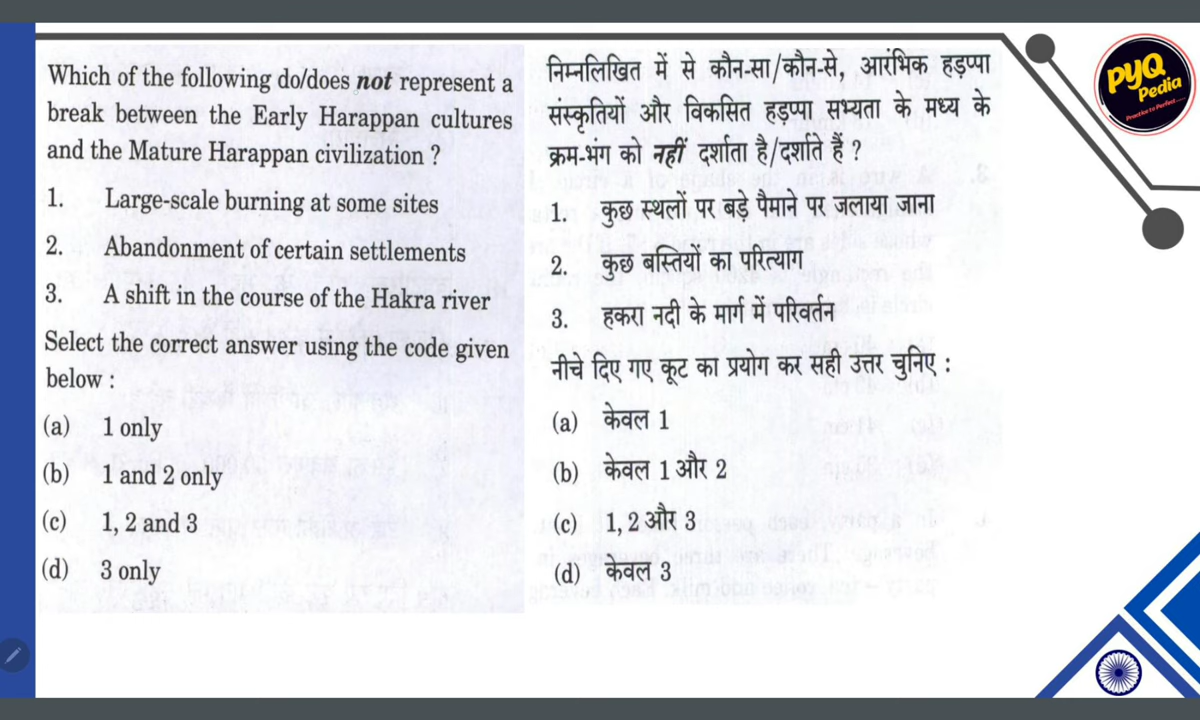 Which of the following do/does not represent a
break between the Early Harappan cultures
and the Mature Harappan civilization ?
1. Large-scale burning at some sites
2. Abandonment of certain settlements
3. A shift in the course of the Hakra river
Select the correct answer using the code given
below :
(a) 1 only
(b) 1 and 2 only
(c) 1, 2 and 3
(d) 3 only
निम्नलिखित में से कौन-सा/कौन-से, आरंभिक हड़प्पा
संस्कृतियों और विकसित हड़प्पा सभ्यता के मध्य के
क्रम-भंग को नहीं दर्शाता है/दर्शाते हैं ?
1. कुछ स्थलों पर बड़े पैमाने पर जलाया जाना
2. कुछ बस्तियों का परित्याग
3. हकरा नदी के मार्ग में परिवर्तन
नीचे दिए गए कूट का प्रयोग कर सही उत्तर चुनिए :
(a) केवल 1
(b) केवल 1 और 2
(c) 1, 2 और 3
(d) केवल 3
PYQ
Pedia
Practice to Perfect